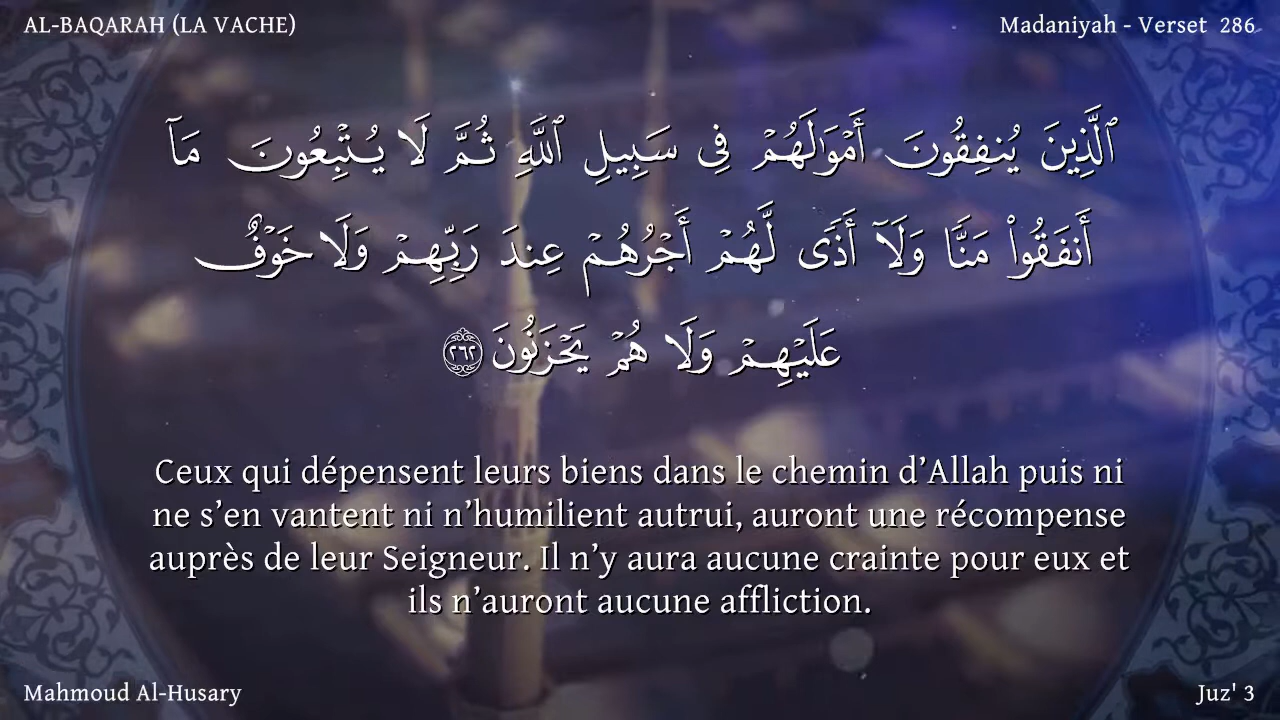 AL-BAQARAH (LA VACHE)
Madaniyah - Verset 286
ٱلَّذِينَ يُنفِقُونَ أَمْوَٰلَهُمْ فِى سَبِيلِ ٱللَّهِ ثُمَّ لَا يُتْبِعُونَ مَآ
أَنفَقُوا۟ مَنًّا وَلَآ أَذًى لَّهُمْ أَجْرُهُمْ عِندَ رَبِّهِمْ وَلَا خَوْفٌ
عَلَيْهِمْ وَلَا هُمْ يَحْزَنُونَ ٢٦٢
Ceux qui dépensent leurs biens dans le chemin d’Allah puis ni
ne s’en vantent ni n’humilient autrui, auront une récompense
auprès de leur Seigneur. Il n’y aura aucune crainte pour eux et
ils n’auront aucune affliction.
Mahmoud Al-Husary
Juz' 3